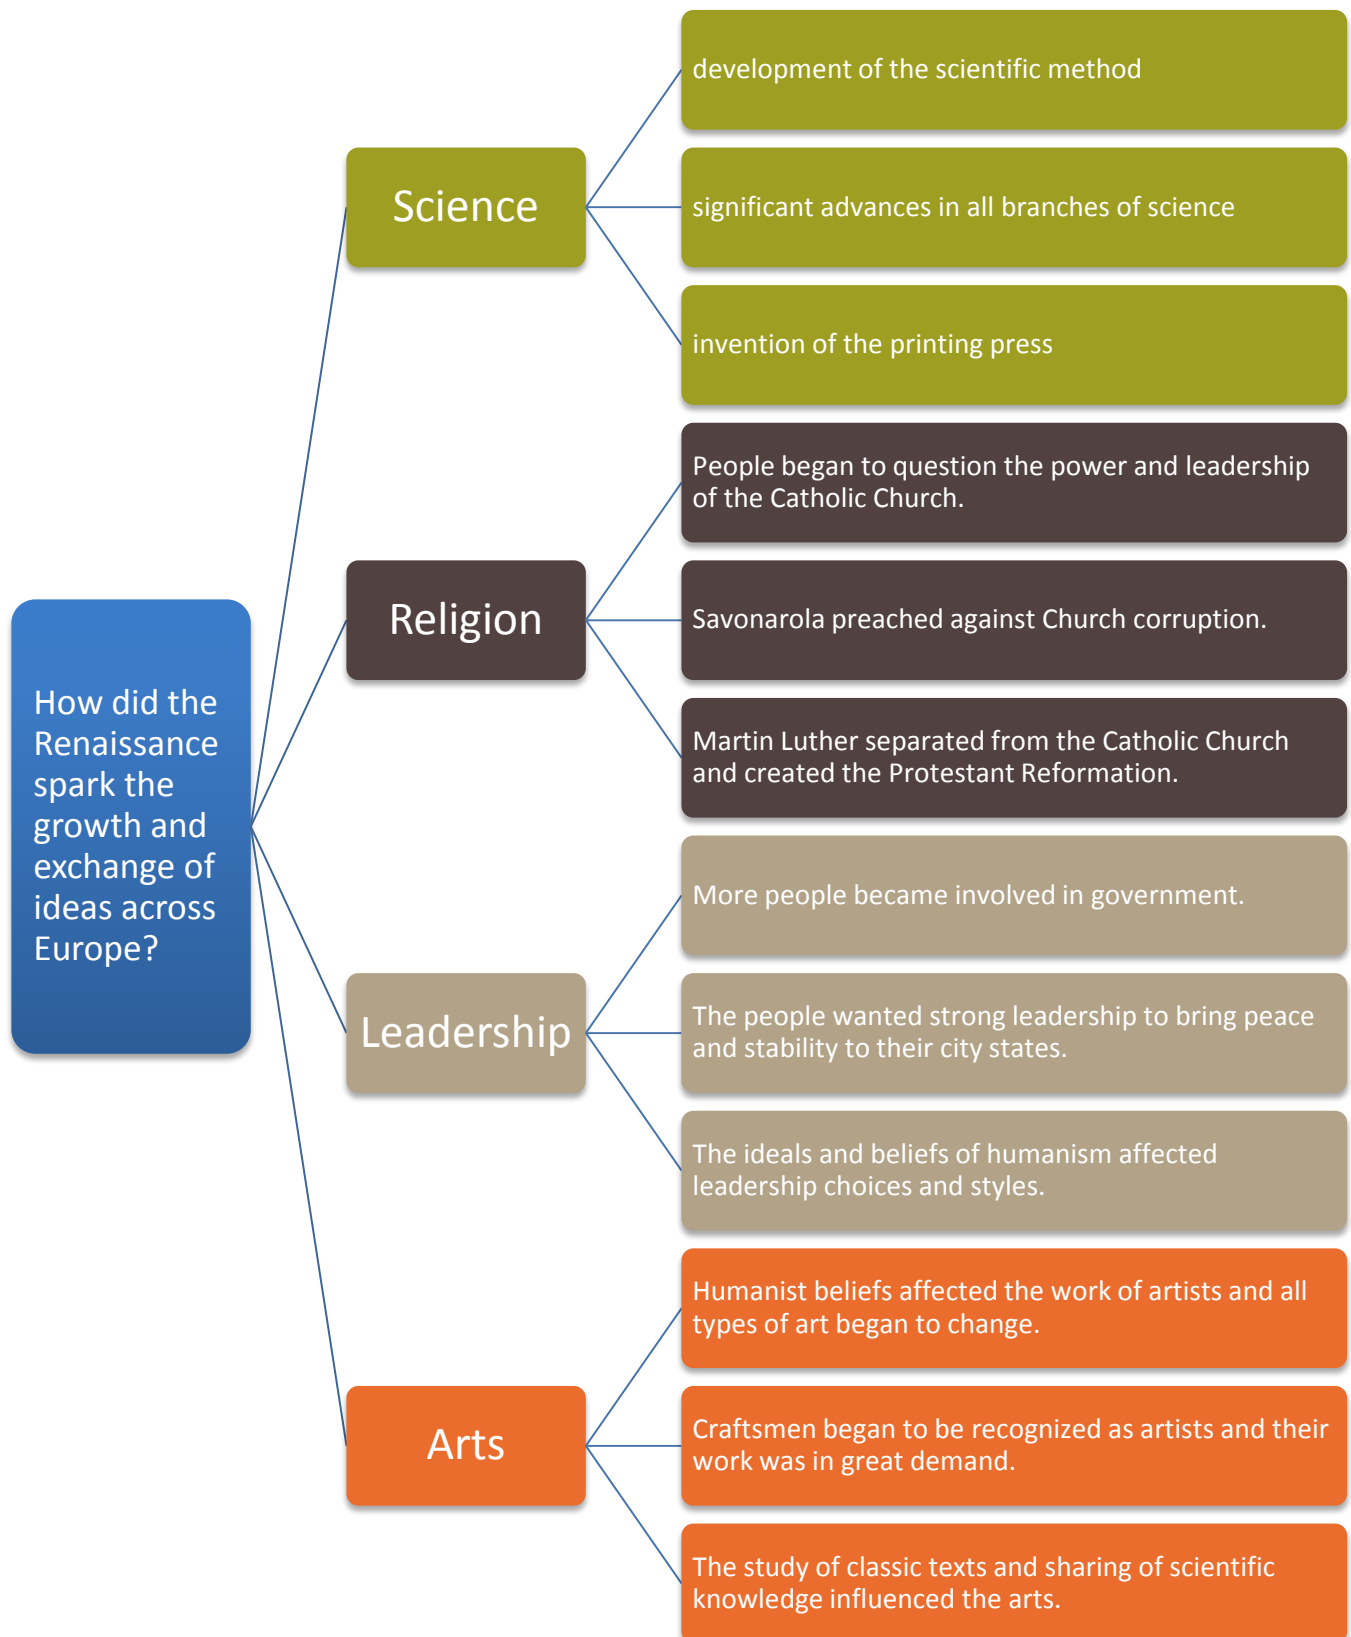 How did the
Renaissance
spark the
growth and
exchange of
ideas across
Europe?
Science
development of the scientific method
significant advances in all branches of science
invention of the printing press
Religion
People began to question the power and leadership
of the Catholic Church.
Savonarola preached against Church corruption.
Martin Luther separated from the Catholic Church
and created the Protestant Reformation.
Leadership
More people became involved in government.
The people wanted strong leadership to bring peace
and stability to their city states.
The ideals and beliefs of humanism affected
leadership choices and styles.
Arts
Humanist beliefs affected the work of artists and all
types of art began to change.
Craftsmen began to be recognized as artists and their
work was in great demand.
The study of classic texts and sharing of scientific
knowledge influenced the arts.